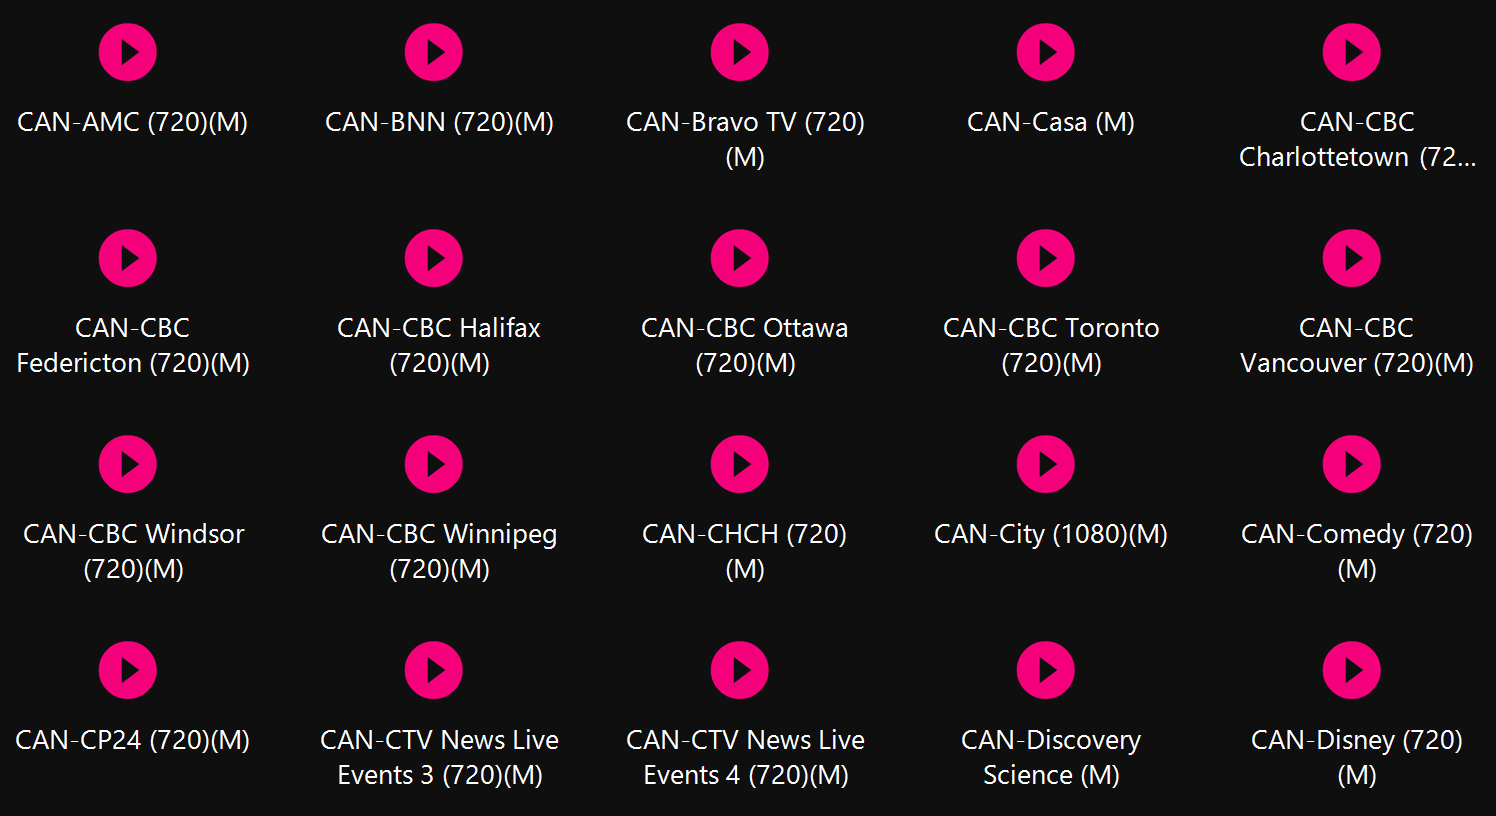 CAN-AMC (720)(M)
CAN-BNN (720)(M)
CAN-Bravo TV (720)
(M)
CAN-Casa (M)
CAN-CBC
Charlottetown (72...
CAN-CBC
Federicton (720)(M)
CAN-CBC Halifax
(720)(M)
CAN-CBC Ottawa
(720)(M)
CAN-CBC Toronto
(720)(M)
CAN-CBC
Vancouver (720)(M)
CAN-CBC Windsor
(720)(M)
CAN-CBC Winnipeg
(720)(M)
CAN-CHCH (720)
(M)
CAN-City (1080)(M)
CAN-Comedy (720)
(M)
CAN-CP24 (720)(M)
CAN-CTV News Live
Events 3 (720)(M)
CAN-CTV News Live
Events 4 (720)(M)
CAN-Discovery
Science (M)
CAN-Disney (720)
(M)